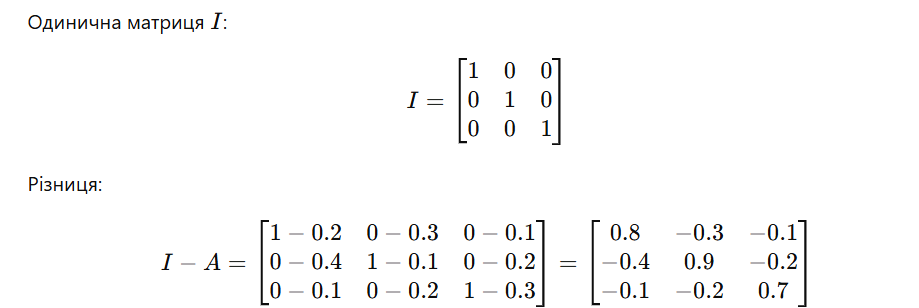 Одинична матриця I:
I = [1 0 0
0 1 0
0 0 1]
Різниця:
I − A = [1 − 0.2 0 − 0.3 0 − 0.1
0 − 0.4 1 − 0.1 0 − 0.2
0 − 0.1 0 − 0.2 1 − 0.3] = [0.8 −0.3 −0.1
−0.4 0.9 −0.2
−0.1 −0.2 0.7]